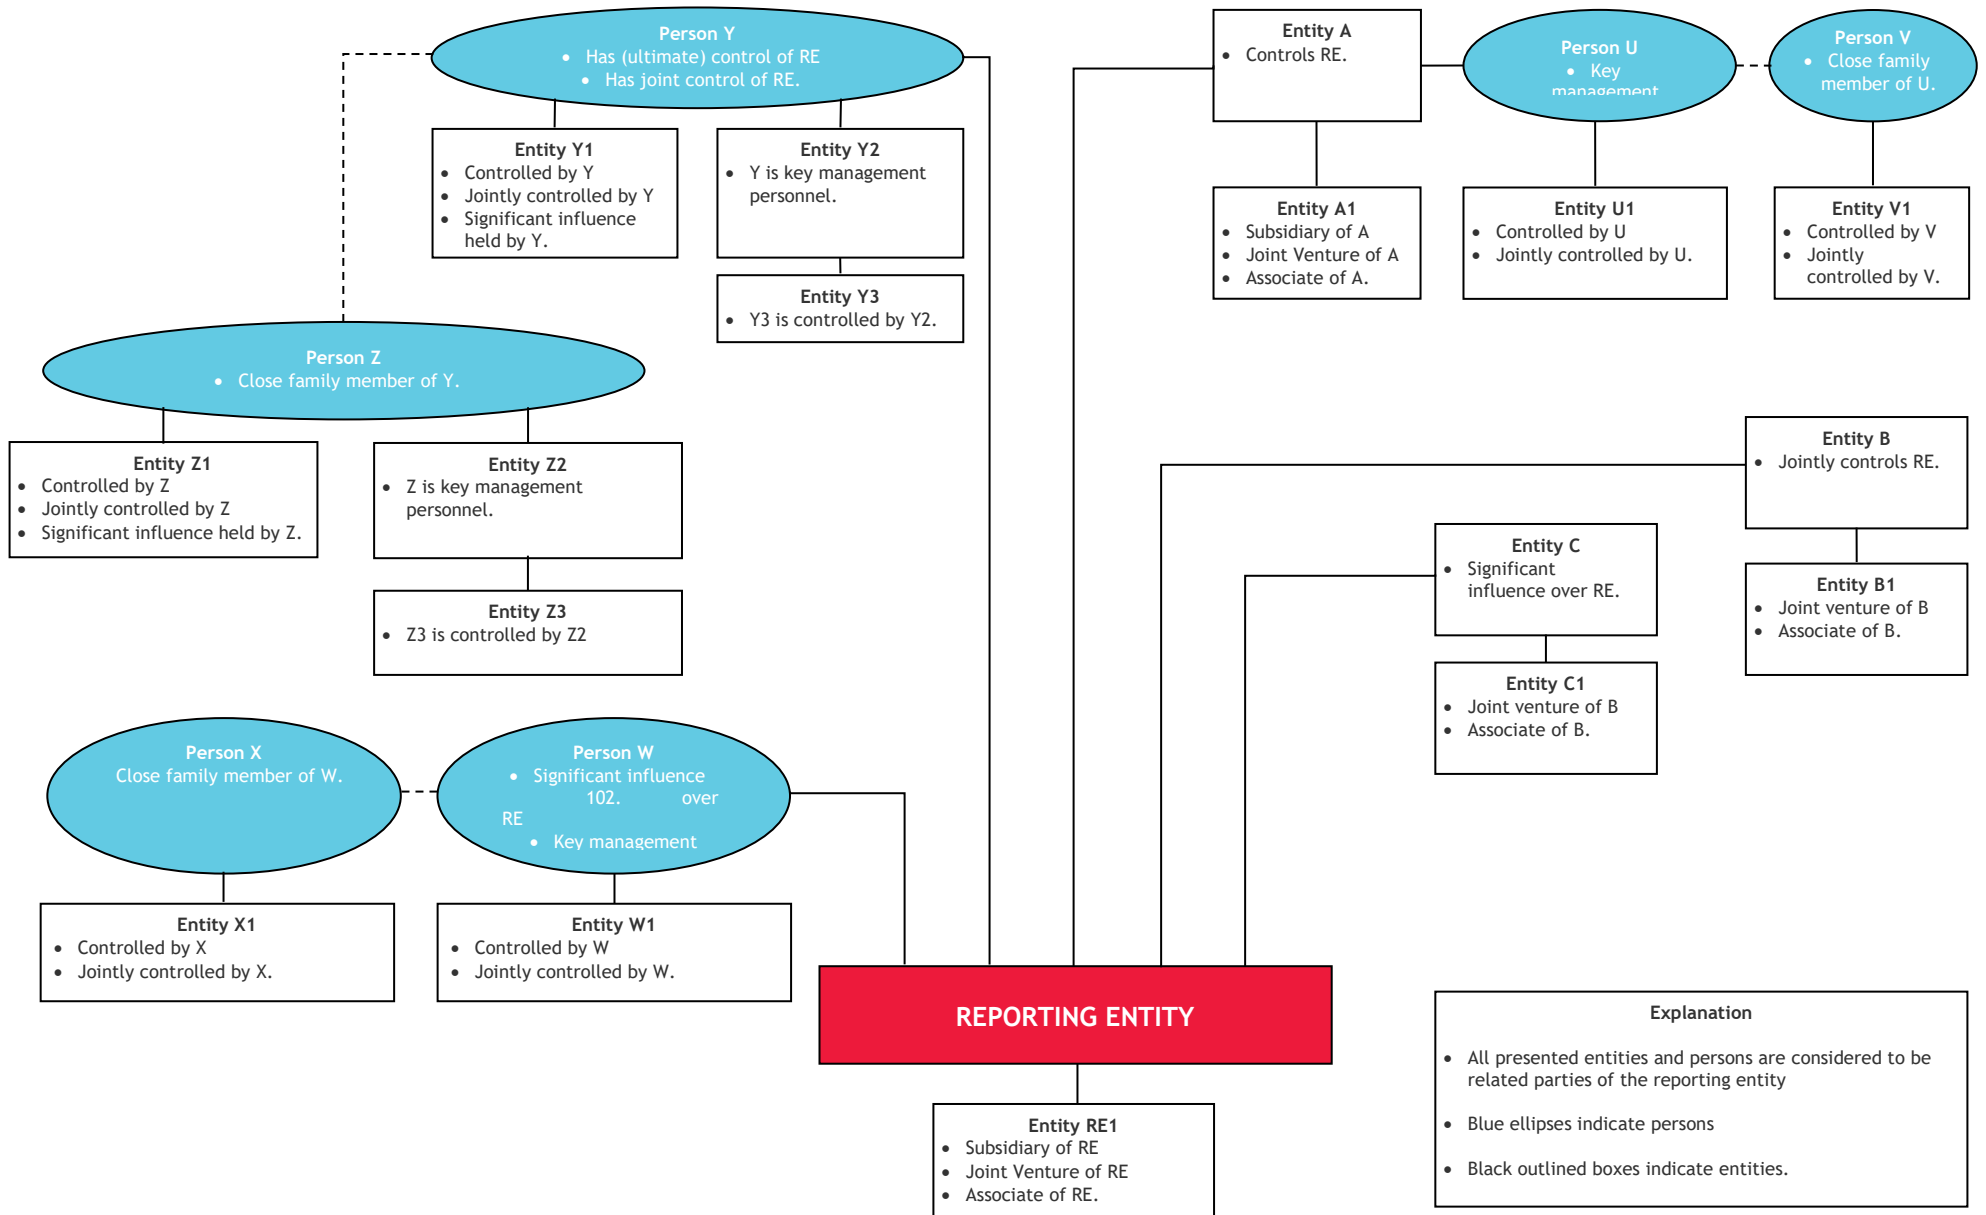 Person Y
• Has (ultimate) control of RE
• Has joint control of RE.
Entity Y1
• Controlled by Y
• Jointly controlled by Y
• Significant influence
held by Y.
Entity Y2
• Y is key management
personnel.
Entity Y3
• Y3 is controlled by Y2.
Person Z
• Close family member of Y.
Entity Z1
• Controlled by Z
• Jointly controlled by Z
• Significant influence held by Z.
Entity Z2
• Z is key management
personnel.
Entity Z3
• Z3 is controlled by Z2
Person X
Close family member of W.
Person W
• Significant influence
102. over
RE
• Key management
Entity X1
• Controlled by X
• Jointly controlled by X.
Entity W1
• Controlled by W
• Jointly controlled by W.
Entity A
• Controls RE.
Person U
• Key
management
Person V
• Close family
member of U.
Entity A1
• Subsidiary of A
• Joint Venture of A
• Associate of A.
Entity U1
• Controlled by U
• Jointly controlled by U.
Entity V1
• Controlled by V
• Jointly
controlled by V.
Entity B
• Jointly controls RE.
Entity B1
• Joint venture of B
• Associate of B.
Entity C
• Significant
influence over RE.
Entity C1
• Joint venture of B
• Associate of B.
REPORTING ENTITY
Entity RE1
• Subsidiary of RE
• Joint Venture of RE
• Associate of RE.
Explanation
• All presented entities and persons are considered to be
related parties of the reporting entity
• Blue ellipses indicate persons
• Black outlined boxes indicate entities.